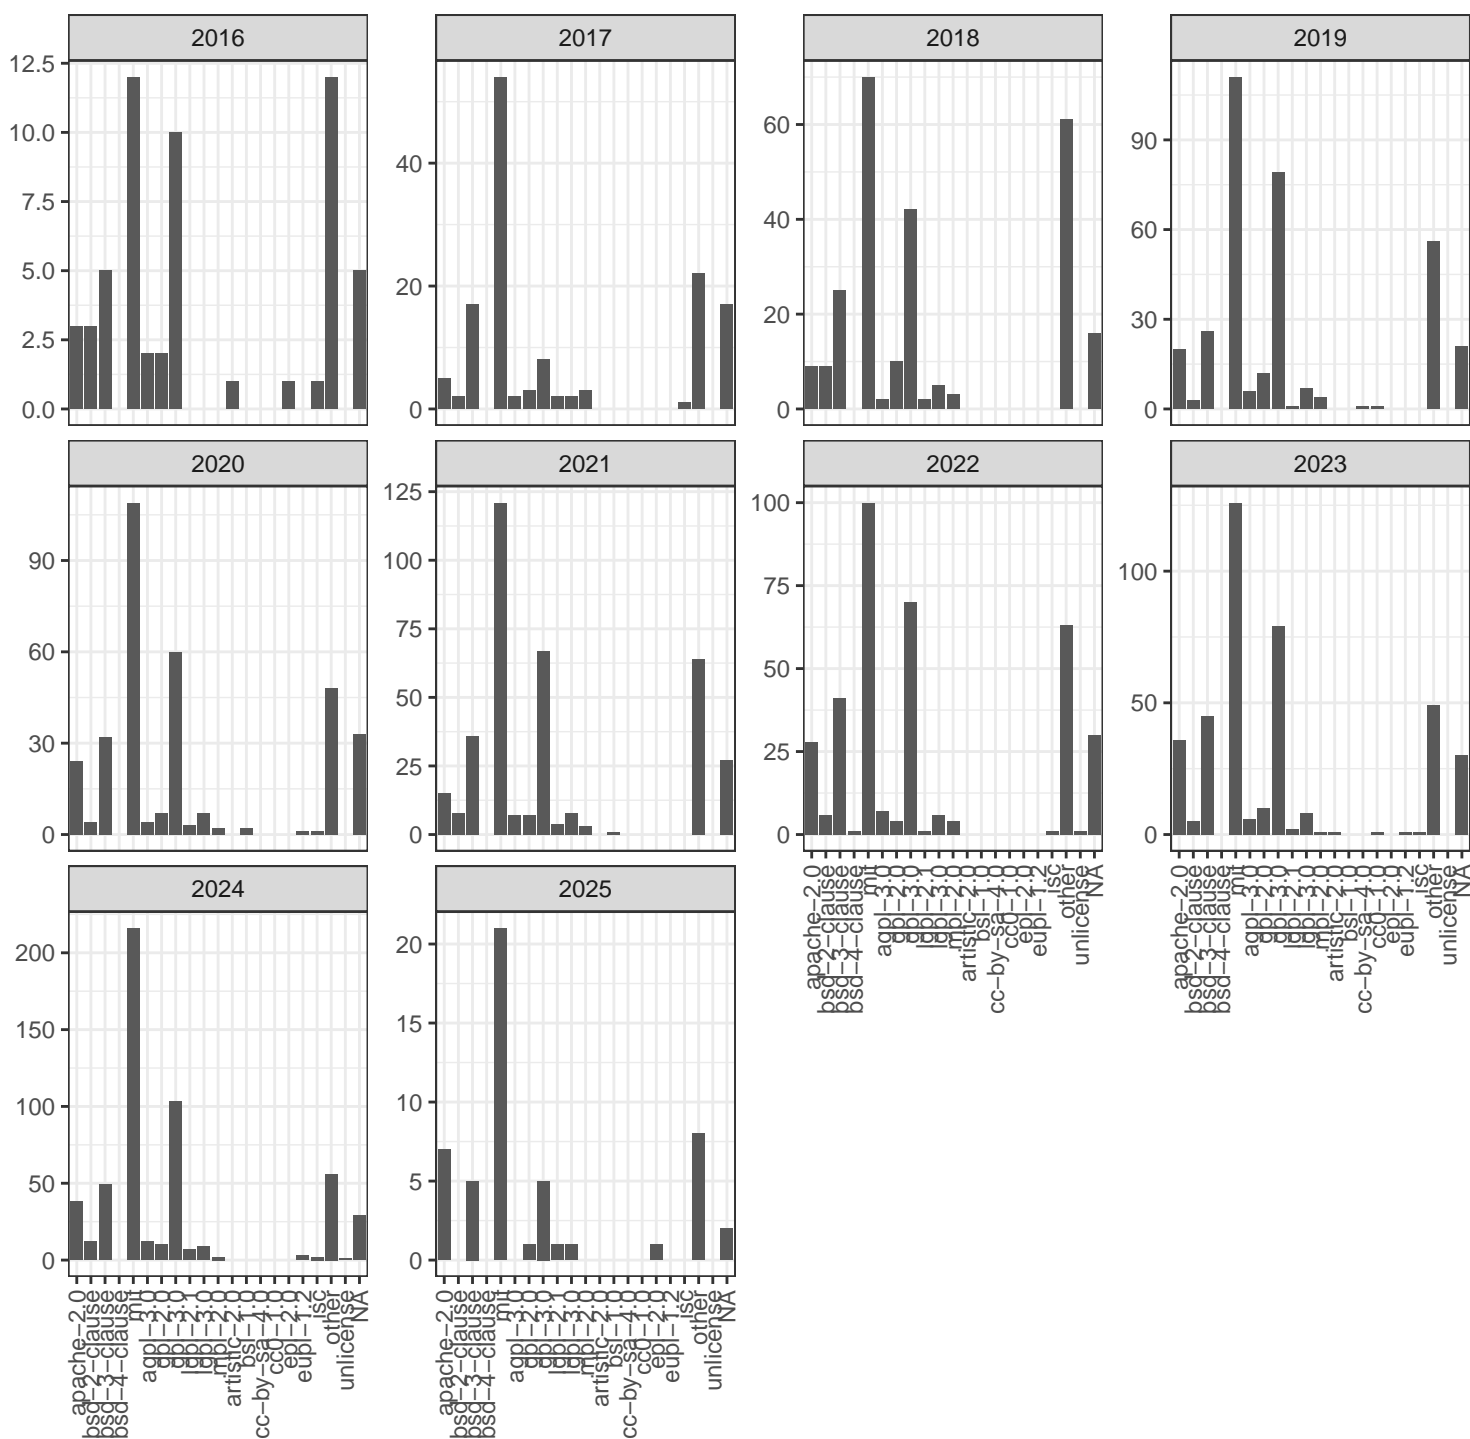 2016
2017
2018
2019
12.5
10.0
7.5
5.0
2.5
0.0
40
20
0
60
40
20
0
90
60
30
0
2020
2021
2022
2023
90
60
30
0
125
100
75
50
25
0
100
75
50
25
0
100
50
0
apache−2.0
bsd−2−clause
bsd−3−clause
bsd−4−clause
mit
agpl−3.0
gpl−2.0
gpl−3.0
lgpl−2.1
lgpl−3.0
mpl−2.0
artistic−2.0
bsl−1.0
cc−by−sa−4.0
cc0−1.0
epl−2.0
eupl−1.2
isc
other
unlicense
NA
apache−2.0
bsd−2−clause
bsd−3−clause
bsd−4−clause
mit
agpl−3.0
gpl−2.0
gpl−3.0
lgpl−2.1
lgpl−3.0
mpl−2.0
artistic−2.0
bsl−1.0
cc−by−sa−4.0
cc0−1.0
epl−2.0
eupl−1.2
isc
other
unlicense
NA
2024
2025
200
150
100
50
0
20
15
10
5
0
apache−2.0
bsd−2−clause
bsd−3−clause
bsd−4−clause
mit
agpl−3.0
gpl−2.0
gpl−3.0
lgpl−2.1
lgpl−3.0
mpl−2.0
artistic−2.0
bsl−1.0
cc−by−sa−4.0
cc0−1.0
epl−2.0
eupl−1.2
isc
other
unlicense
NA
apache−2.0
bsd−2−clause
bsd−3−clause
bsd−4−clause
mit
agpl−3.0
gpl−2.0
gpl−3.0
lgpl−2.1
lgpl−3.0
mpl−2.0
artistic−2.0
bsl−1.0
cc−by−sa−4.0
cc0−1.0
epl−2.0
eupl−1.2
isc
other
unlicense
NA